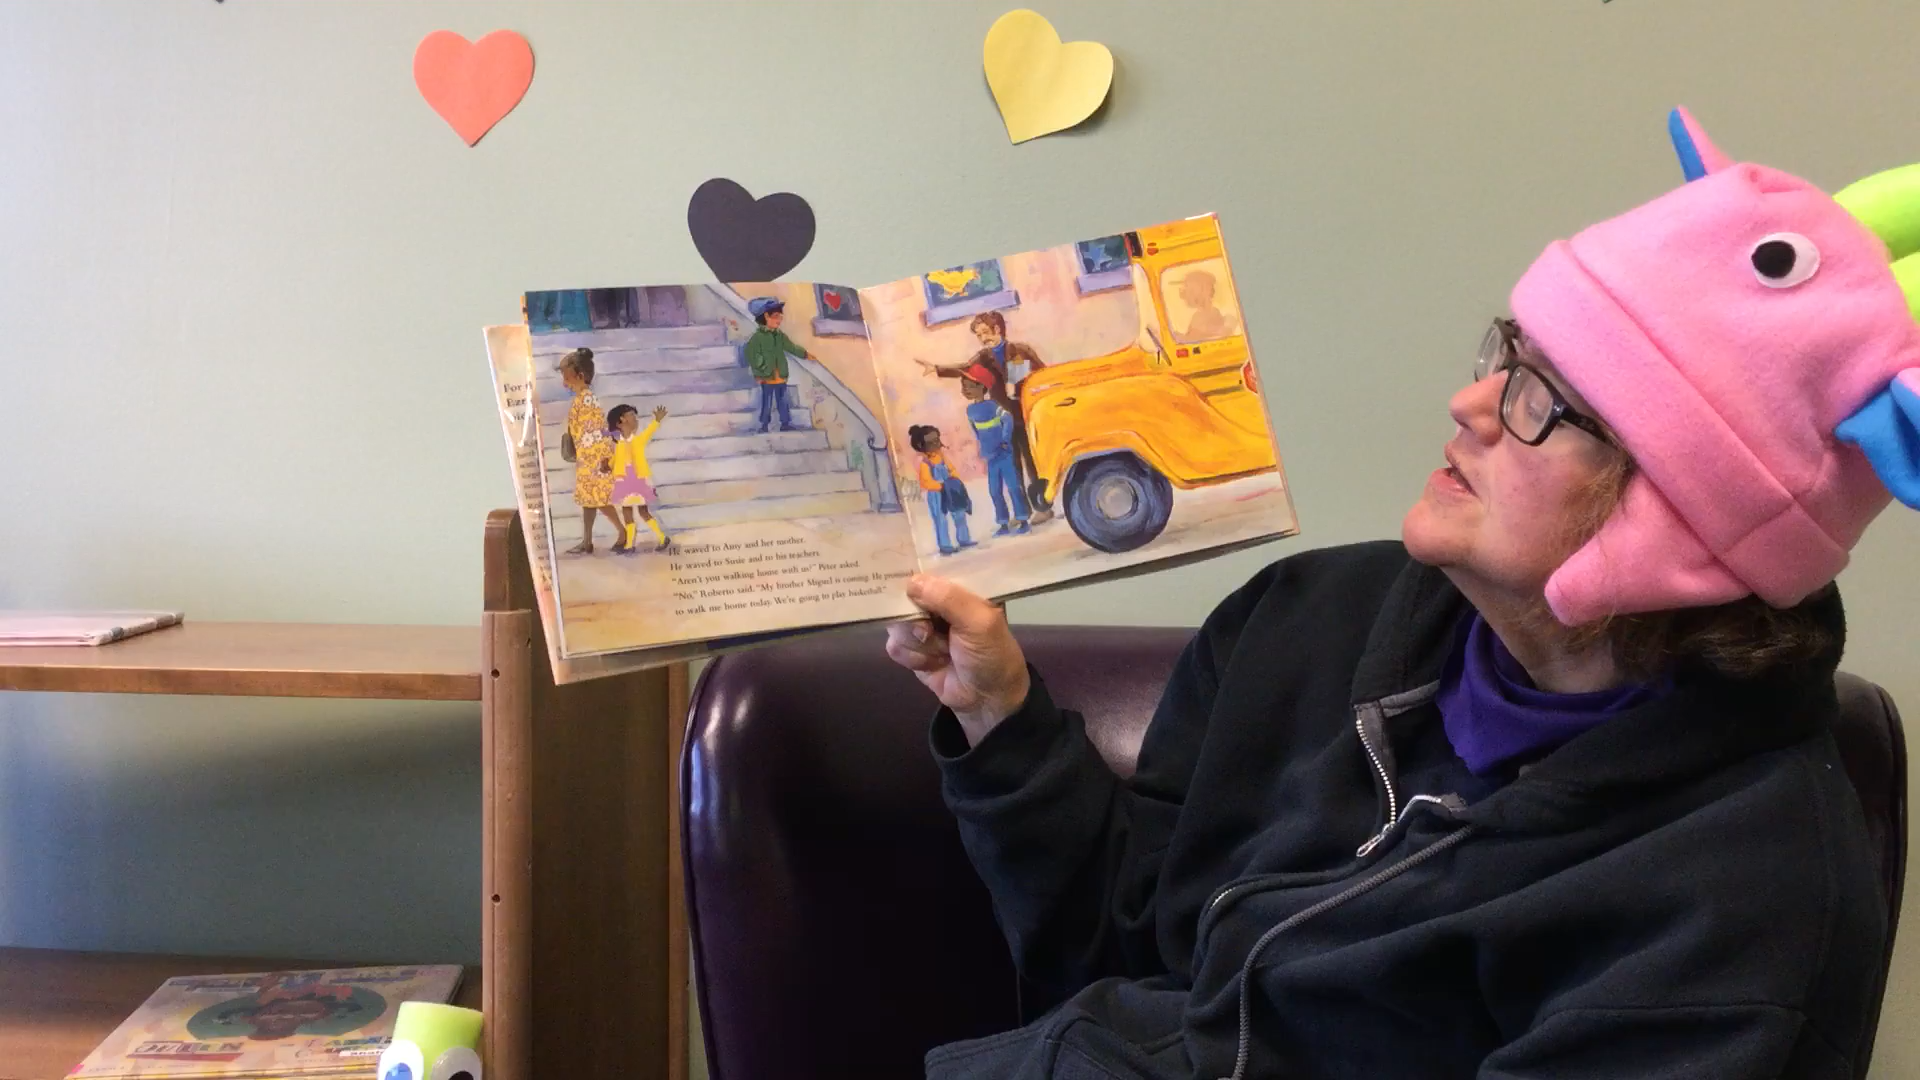 For
Eze
He waved to Amy and her mother.
He waved to Susie and to his teachers.
"Aren't you walking home with us?" Peter asked.
"No," Roberto said. "My brother Miguel is coming. He promised
to walk me home today. We're going to play basketball."